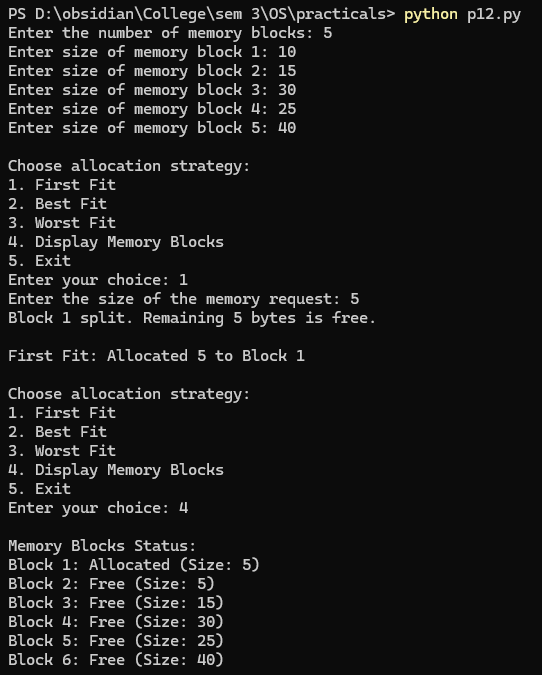 PS D:\obsidian\College\sem 3\OS\practicals> python p12.py
Enter the number of memory blocks: 5
Enter size of memory block 1: 10
Enter size of memory block 2: 15
Enter size of memory block 3: 30
Enter size of memory block 4: 25
Enter size of memory block 5: 40

Choose allocation strategy:
1. First Fit
2. Best Fit
3. Worst Fit
4. Display Memory Blocks
5. Exit
Enter your choice: 1
Enter the size of the memory request: 5
Block 1 split. Remaining 5 bytes is free.

First Fit: Allocated 5 to Block 1

Choose allocation strategy:
1. First Fit
2. Best Fit
3. Worst Fit
4. Display Memory Blocks
5. Exit
Enter your choice: 4

Memory Blocks Status:
Block 1: Allocated (Size: 5)
Block 2: Free (Size: 5)
Block 3: Free (Size: 15)
Block 4: Free (Size: 30)
Block 5: Free (Size: 25)
Block 6: Free (Size: 40)